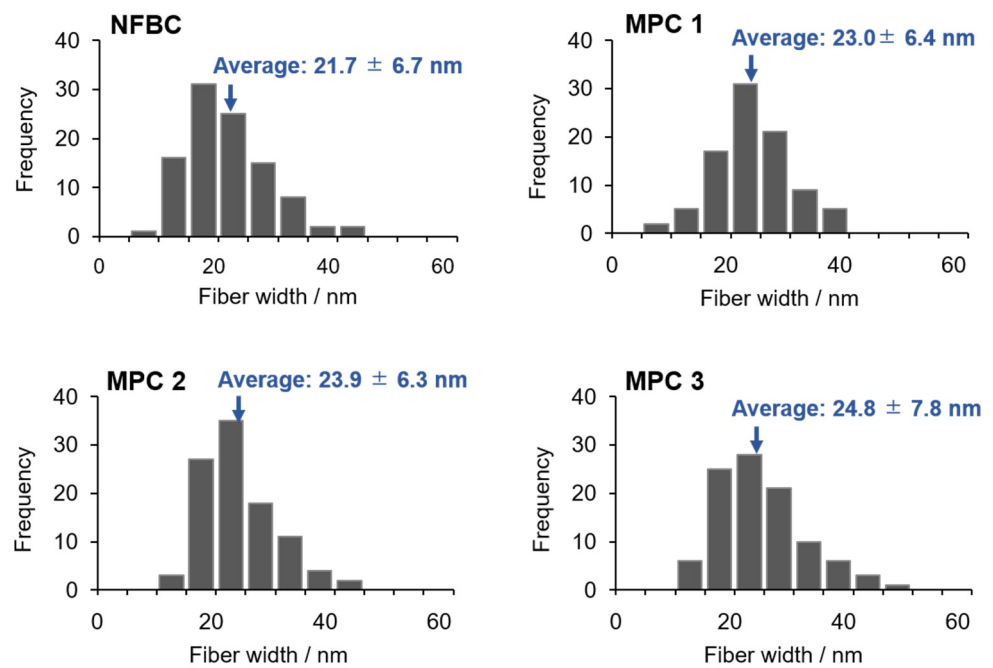 NFBC
Average: 21.7 ± 6.7 nm
40
30
20
10
0
Frequency
0 20 40 60
Fiber width / nm
MPC 1
Average: 23.0± 6.4 nm
40
30
20
10
0
Frequency
0 20 40 60
Fiber width / nm
MPC 2
Average: 23.9 ± 6.3 nm
40
30
20
10
0
Frequency
0 20 40 60
Fiber width / nm
MPC 3
Average: 24.8 ± 7.8 nm
40
30
20
10
0
Frequency
0 20 40 60
Fiber width / nm